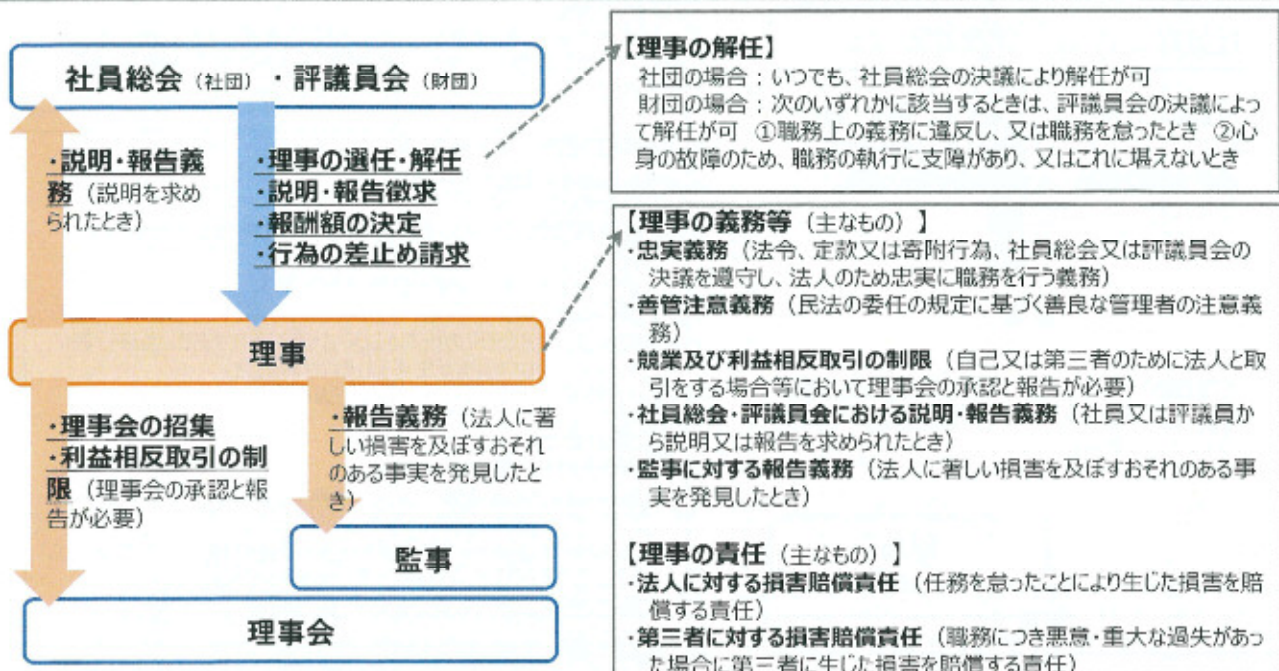 社員総会（社団）・評議員会（財団）
・説明・報告義
務（説明を求め
られたとき）
・理事の選任・解任
・説明・報告徴求
・報酬額の決定
・行為の差止め請求
理事
・理事会の招集
・利益相反取引の制
限（理事会の承認と報
告が必要）
・報告義務（法人に著
しい損害を及ぼすおそれ
のある事実を発見したと
き）
監事
理事会
【理事の解任】
社団の場合：いつでも、社員総会の決議により解任が可
財団の場合：次のいずれかに該当するときは、評議員会の決議によっ
て解任が可 ①職務上の義務に違反し、又は職務を怠ったとき ②心
身の故障のため、職務の執行に支障があり、又はこれに堪えないとき
【理事の義務等（主なもの）】
・忠実義務（法令、定款又は寄附行為、社員総会又は評議員会の
決議を遵守し、法人のため忠実に職務を行う義務）
・善管注意義務（民法の委任の規定に基づく善良な管理者の注意義
務）
・競業及び利益相反取引の制限（自己又は第三者のために法人と取
引をする場合等において理事会の承認と報告が必要）
・社員総会・評議員会における説明・報告義務（社員又は評議員か
ら説明又は報告を求められたとき）
・監事に対する報告義務（法人に著しい損害を及ぼすおそれのある事
実を発見したとき）
【理事の責任（主なもの）】
・法人に対する損害賠償責任（任務を怠ったことにより生じた損害を賠
償する責任）
・第三者に対する損害賠償責任（職務につき悪意・重大な過失があっ
た場合に第三者に生じた損害を賠償する責任）